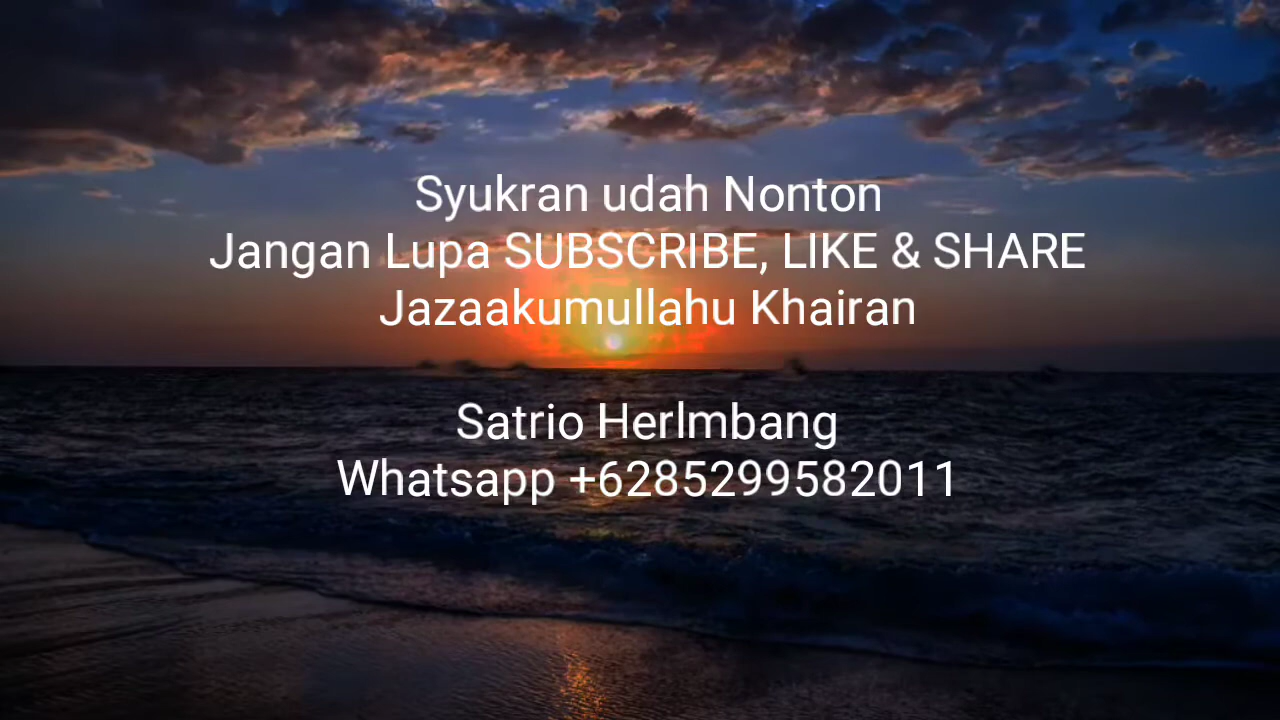 Syukran udah Nonton
Jangan Lupa SUBSCRIBE, LIKE & SHARE
Jazaakumullahu Khairan
Satrio Herlmbang
Whatsapp +6285299582011